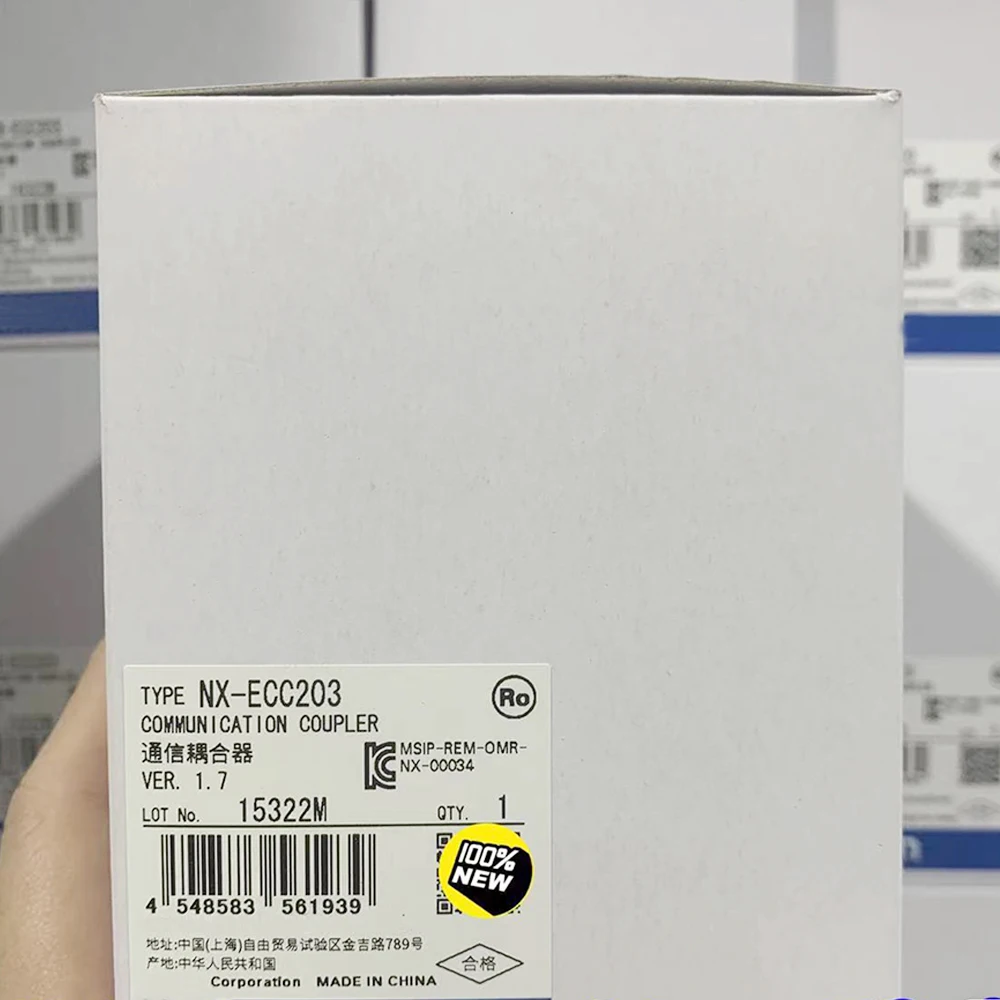 TYPE NX-ECC203
Ro
COMMUNICATION COUPLER
通信耦合器
MSIP-REM-OMR-
NX-00034
VER. 1.7
LOT No. 15322M QTY. 1
100%
NEW
4 548583 561939
地址:中国(上海)自由贸易试验区金吉路789号
产地:中华人民共和国
合格
Corporation MADE IN CHINA